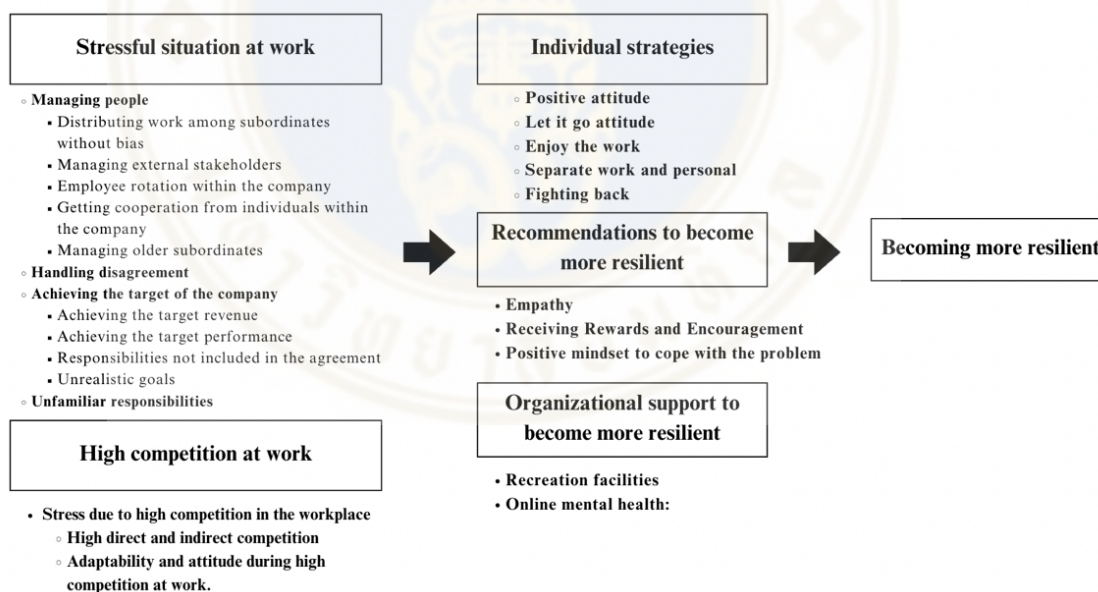 Stressful situation at work
◦ Managing people
▪ Distributing work among subordinates
without bias
▪ Managing external stakeholders
▪ Employee rotation within the company
▪ Getting cooperation from individuals within
the company
▪ Managing older subordinates
◦ Handling disagreement
◦ Achieving the target of the company
▪ Achieving the target revenue
▪ Achieving the target performance
▪ Responsibilities not included in the agreement
▪ Unrealistic goals
◦ Unfamiliar responsibilities
High competition at work
• Stress due to high competition in the workplace
◦ High direct and indirect competition
◦ Adaptability and attitude during high
competition at work.
Individual strategies
◦ Positive attitude
◦ Let it go attitude
◦ Enjoy the work
◦ Separate work and personal
◦ Fighting back
Recommendations to become
more resilient
• Empathy
• Receiving Rewards and Encouragement
• Positive mindset to cope with the problem
Organizational support to
become more resilient
• Recreation facilities
• Online mental health:
Becoming more resilient